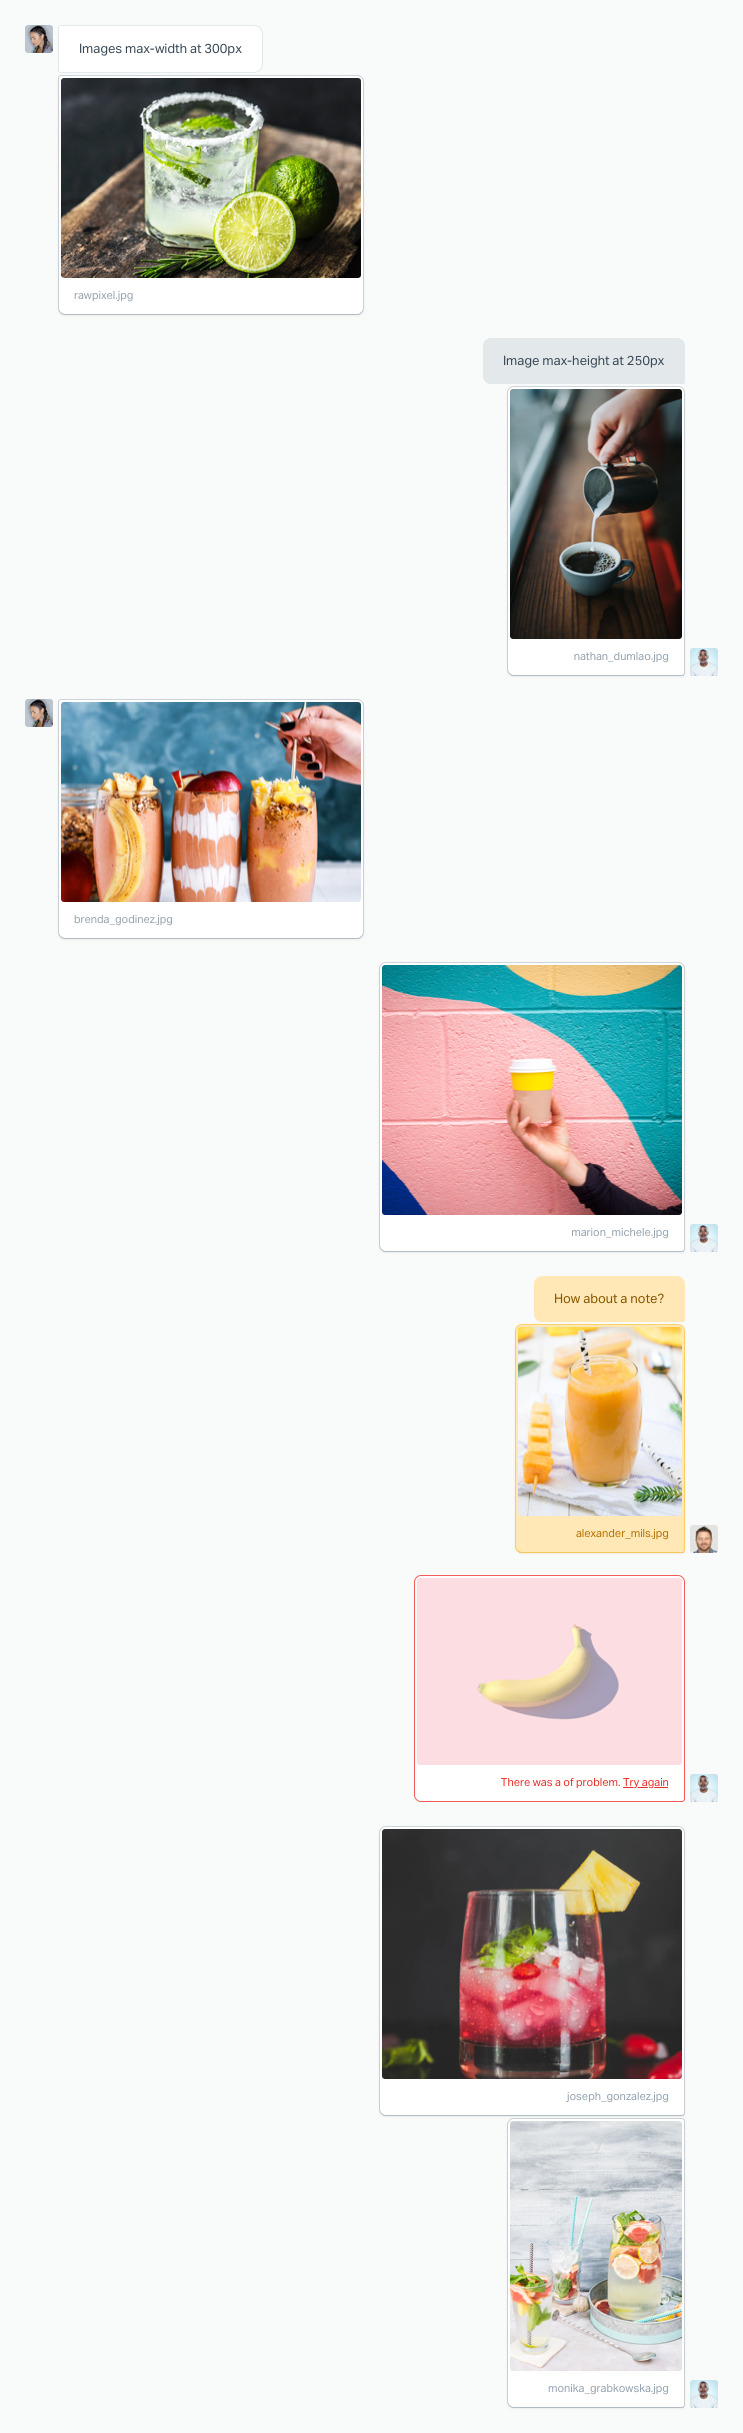 Images max-width at 300px
rawpixel.jpg
Image max-height at 250px
nathan_dumlao.jpg
brenda_godinez.jpg
marion_michele.jpg
How about a note?
alexander_mils.jpg
There was a of problem. Try again
joseph_gonzalez.jpg
monika_grabkowska.jpg